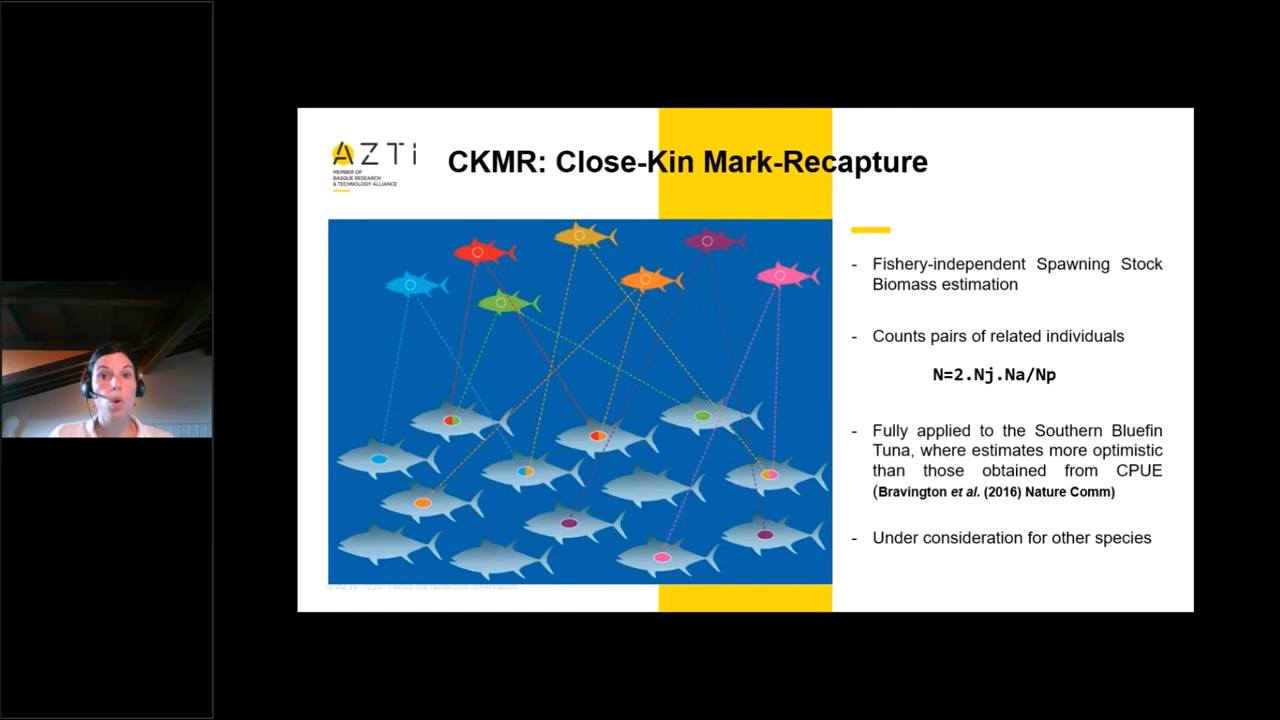 AZTi
MEMBER OF
BASQUE RESEARCH
& TECHNOLOGY ALLIANCE
CKMR: Close-Kin Mark-Recapture
- Fishery-independent Spawning Stock
Biomass estimation
- Counts pairs of related individuals
N=2.Nj.Na/Np
- Fully applied to the Southern Bluefin
Tuna, where estimates more optimistic
than those obtained from CPUE
(Bravington et al. (2016) Nature Comm)
- Under consideration for other species